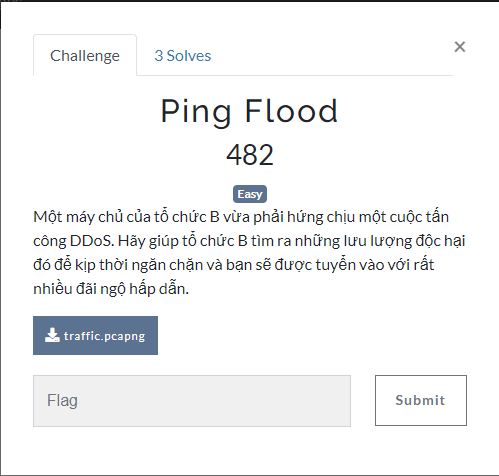 Challenge
3 Solves
×
Ping Flood
482
Easy
Một máy chủ của tổ chức B vừa phải hứng chịu một cuộc tấn
công DDoS. Hãy giúp tổ chức B tìm ra những lưu lượng độc hại
đó để kịp thời ngăn chặn và bạn sẽ được tuyển vào với rất
nhiều đãi ngộ hấp dẫn.
traffic.pcapng
Flag
Submit